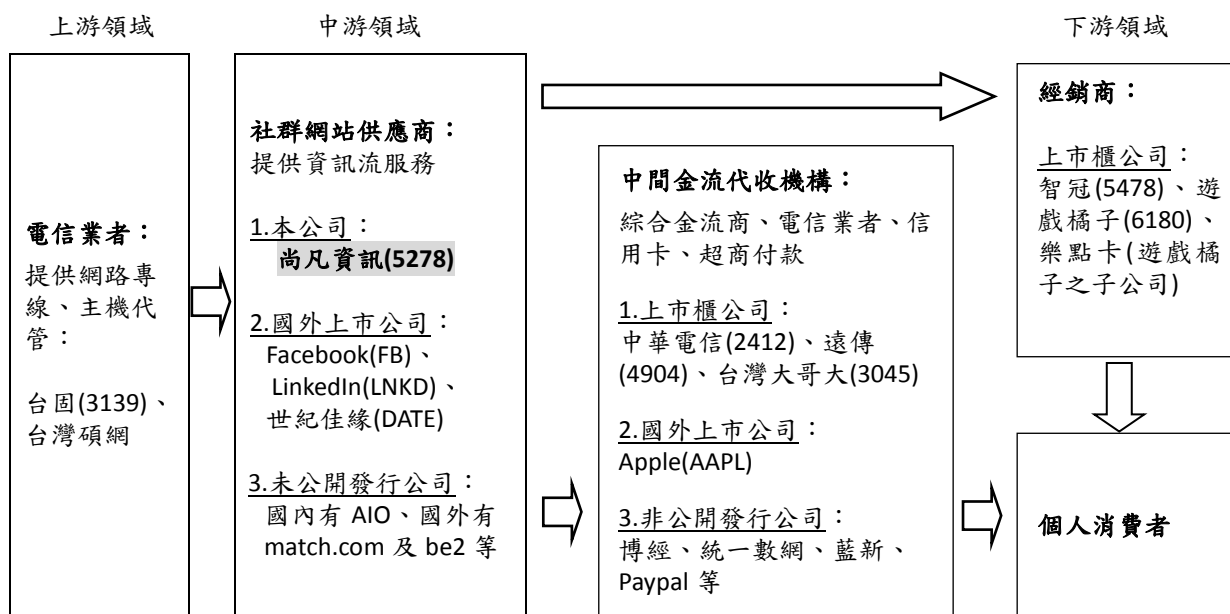 上游領域
中游領域
下游領域
電信業者：
提供網路專
線、主機代
管：
台固(3139)、
台灣碩網
社群網站供應商：
提供資訊流服務
1.本公司：
尚凡資訊(5278)
2.國外上市公司：
Facebook(FB)、
LinkedIn(LNKD)、
世紀佳緣(DATE)
3.未公開發行公司：
國內有 AIO、國外有
match.com 及 be2 等
中間金流代收機構：
綜合金流商、電信業者、信
用卡、超商付款
1.上市櫃公司：
中華電信(2412)、遠傳
(4904)、台灣大哥大(3045)
2.國外上市公司：
Apple(AAPL)
3.非公開發行公司：
博經、統一數網、藍新、
Paypal 等
經銷商：
上市櫃公司：
智冠(5478)、遊
戲橘子(6180)、
樂點卡(遊戲橘
子之子公司)
個人消費者